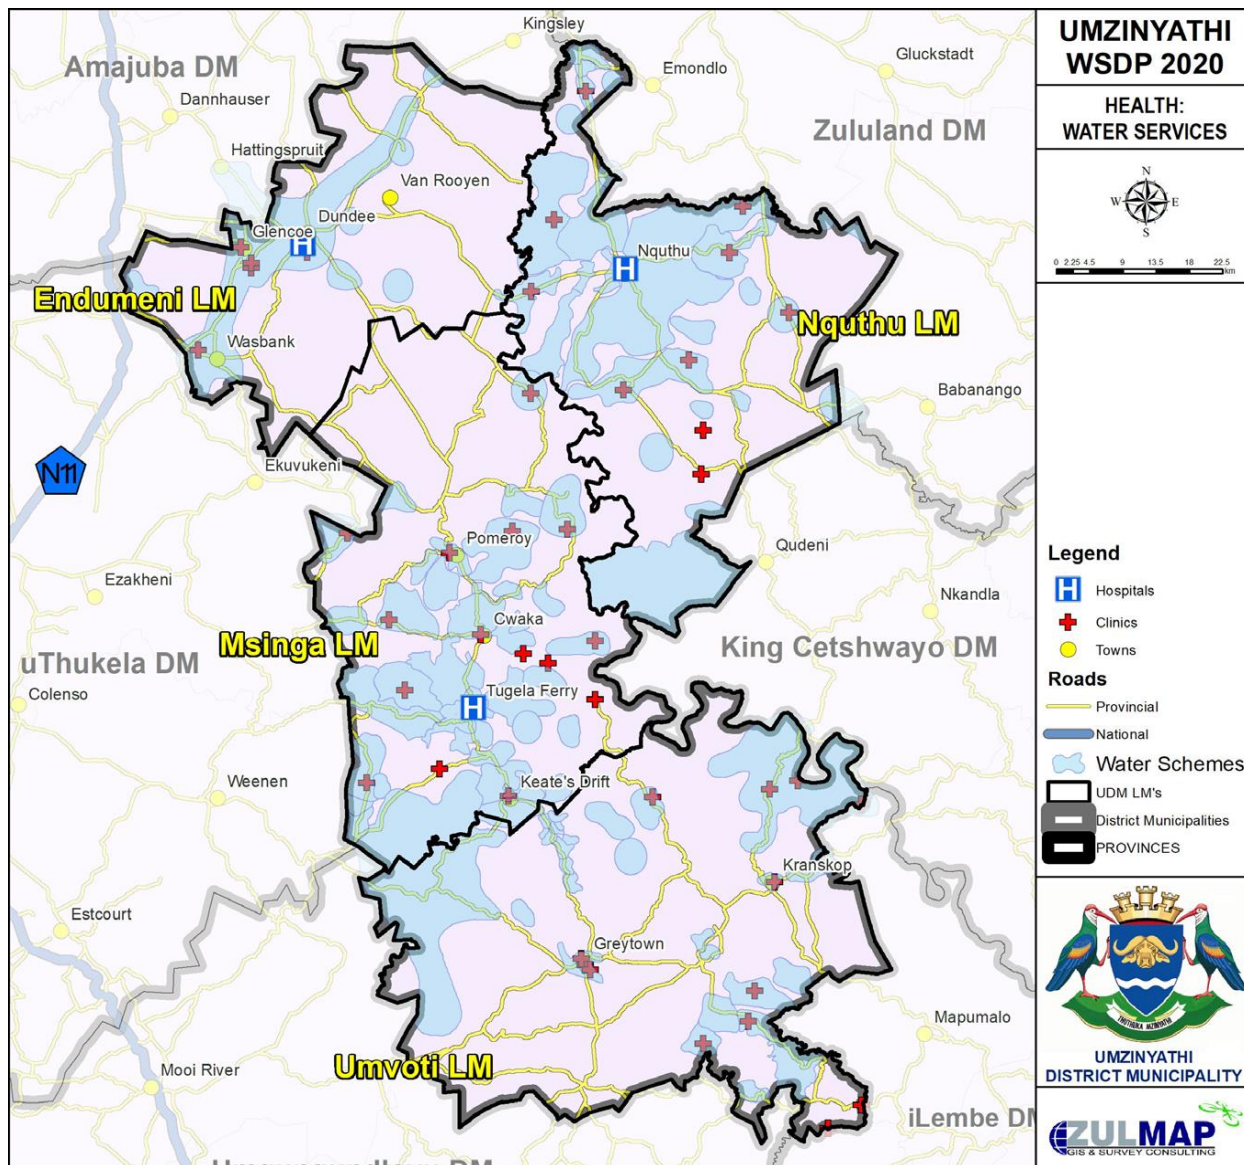 Kingsley
Amajuba DM
Gluckstadt
Emondlo
Dannhauser
Zululand DM
Hattingspruit
Van Rooyen
Dundee
Glencoe
H
Nquthu
H
Endumeni LM
Nquthu LM
Wasbank
Babanango
N11
Ekuvukeni
Pomeroy
Qudeni
Ezakheni
Nkandla
Cwaka
Msinga LM
King Cetshwayo DM
uThukela DM
Colenso
Tugela Ferry
H
Weenen
Keate's Drift
Kranskop
Estcourt
Greytown
Mapumalo
Mooi River
Umvoti LM
iLembe DM
UMZINYATHI
WSDP 2020
HEALTH:
WATER SERVICES
N
W E
S
0 2.25 4.5 9 13.5 18 22.5
km
Legend
H Hospitals
Clinics
Towns
Roads
Provincial
National
Water Schemes
UDM LM's
District Municipalities
PROVINCES
UMZINYATHI
DISTRICT MUNICIPALITY
ZULMAP
GIS & SURVEY CONSULTING